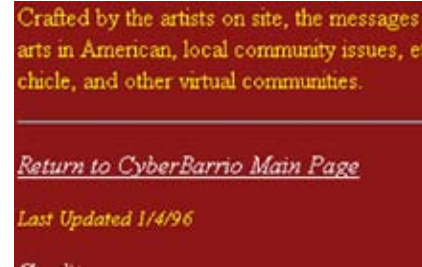 Crafted by the artists on site, the messages
arts in American, local community issues,
chicle, and other virtual communities.
Return to CyberBarrio Main Page
Last Updated 1/4/96